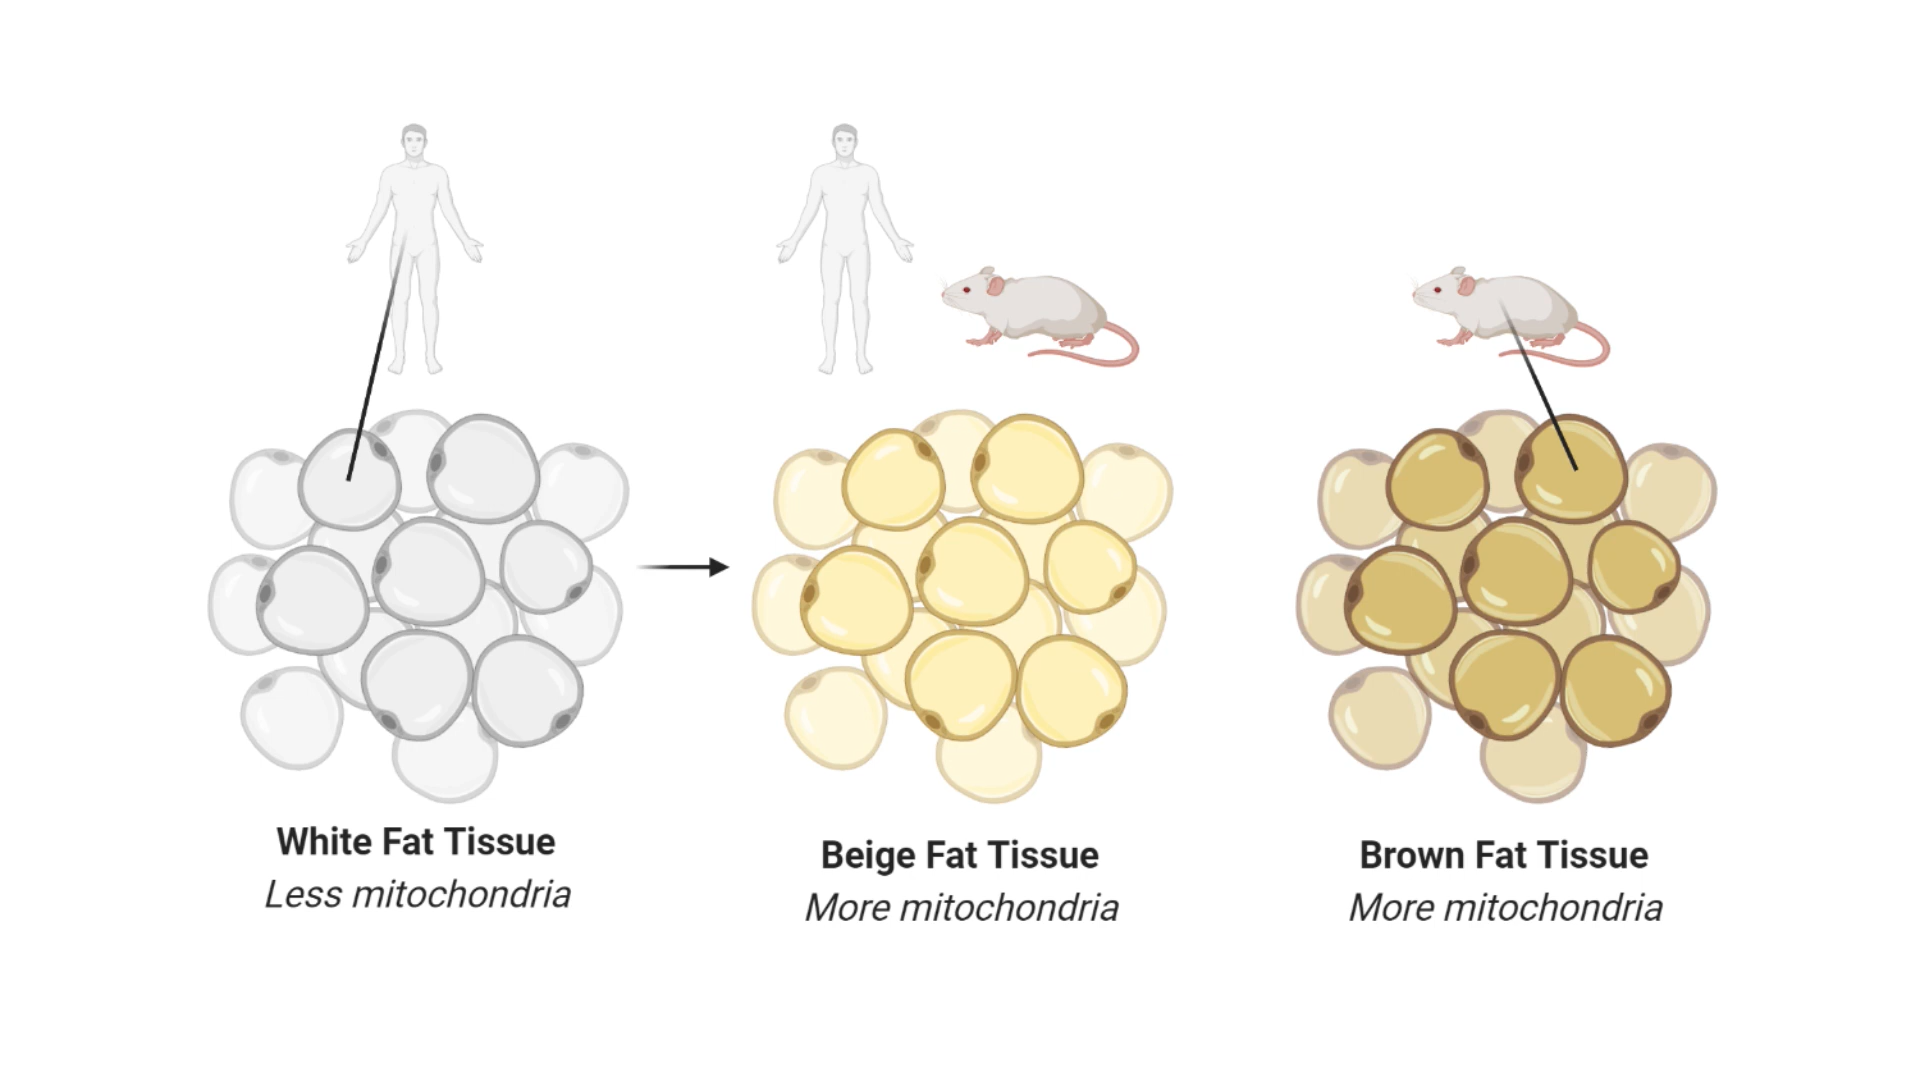 White Fat Tissue
Less mitochondria
Beige Fat Tissue
More mitochondria
Brown Fat Tissue
More mitochondria